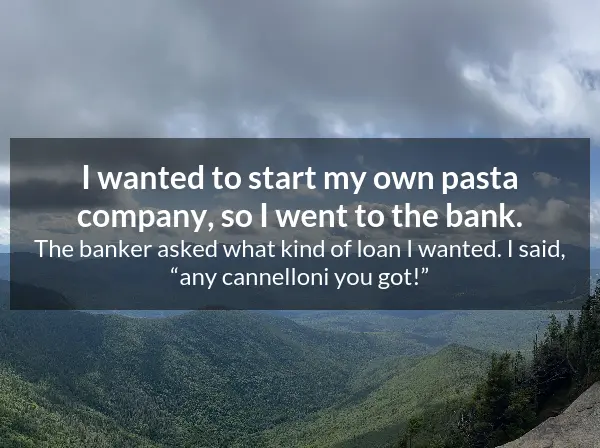 I wanted to start my own pasta
company, so I went to the bank.
The banker asked what kind of loan I wanted. I said,
“any cannelloni you got!”